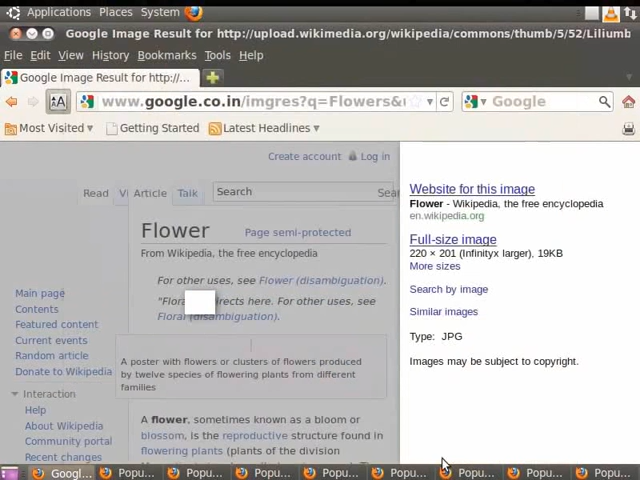 Applications Places System
Google Image Result for http://upload.wikimedia.org/wikipedia/commons/thumb/5/52/Liliumb
File Edit View History Bookmarks Tools Help
Google Image Result for http://...
www.google.co.in/imgres?q=Flowers&
Google
Most Visited Getting Started Latest Headlines
Create account Log in
Read Article Talk Search
Flower
Page semi-protected
From Wikipedia, the free encyclopedia
For other uses, see Flower (disambiguation).
directs here. For other uses, see
Floral (disambiguation).
A poster with flowers or clusters of flowers produced
by twelve species of flowering plants from different
families
A flower, sometimes known as a bloom or
blossom, is the reproductive structure found in
flowering plants (plants of the division
Main page
Contents
Featured content
Current events
Random article
Donate to Wikipedia
Interaction
Help
About Wikipedia
Community portal
Recent changes
Website for this image
Flower - Wikipedia, the free encyclopedia
en.wikipedia.org
Full-size image
220 × 201 (Infinityx larger), 19KB
More sizes
Search by image
Similar images
Type: JPG
Images may be subject to copyright.
Googl... Popu... Popu... Popu... Popu... Popu... Popu... Popu... Popu...